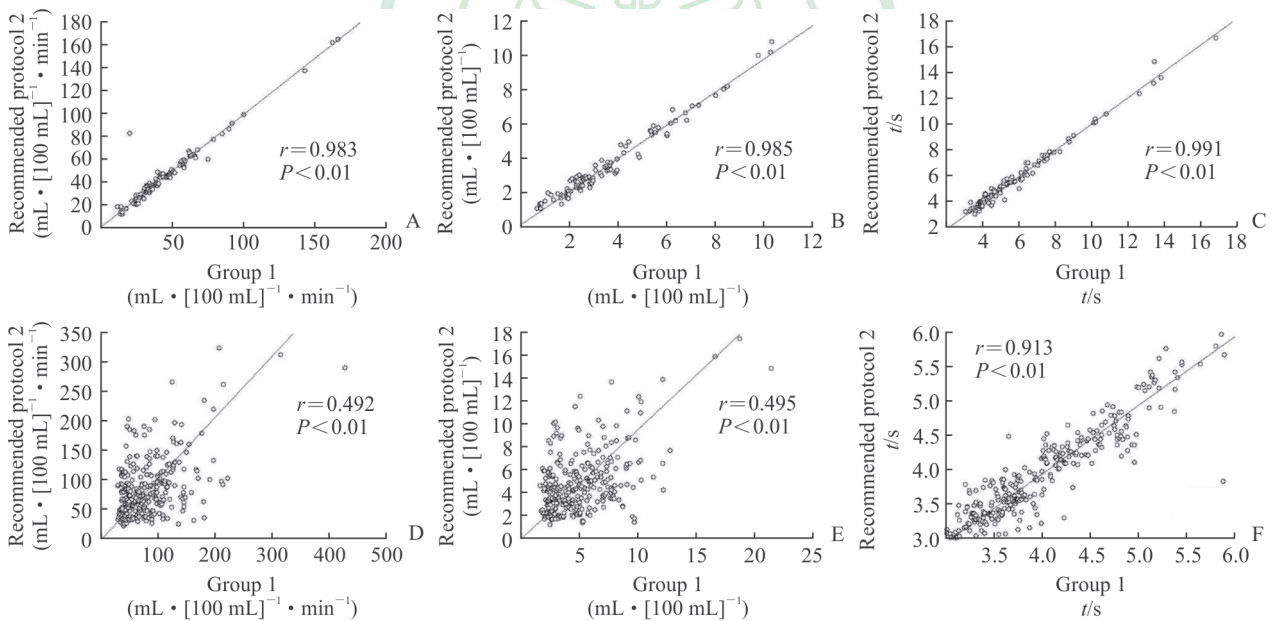 Recommended protocol 2
(mL • [100 mL]⁻¹ • min⁻¹)
180
160
140
120
100
80
60
40
20
0
50
100
150
200
r=0.983
P<0.01
A
Group 1
(mL • [100 mL]⁻¹ • min⁻¹)
Recommended protocol 2
(mL • [100 mL]⁻¹)
12
10
8
6
4
2
0
2
4
6
8
10
12
r=0.985
P<0.01
B
Group 1
(mL • [100 mL]⁻¹)
Recommended protocol 2
t/s
18
16
14
12
10
8
6
4
2
4
6
8
10
12
14
16
18
r=0.991
P<0.01
C
Group 1
t/s
Recommended protocol 2
(mL • [100 mL]⁻¹ • min⁻¹)
350
300
250
200
150
100
50
0
100
200
300
400
500
r=0.492
P<0.01
D
Group 1
(mL • [100 mL]⁻¹ • min⁻¹)
Recommended protocol 2
(mL • [100 mL]⁻¹)
18
16
14
12
10
8
6
4
2
0
5
10
15
20
25
r=0.495
P<0.01
E
Group 1
(mL • [100 mL]⁻¹)
Recommended protocol 2
t/s
6.0
5.5
5.0
4.5
4.0
3.5
3.0
3.5
4.0
4.5
5.0
5.5
6.0
r=0.913
P<0.01
F
Group 1
t/s